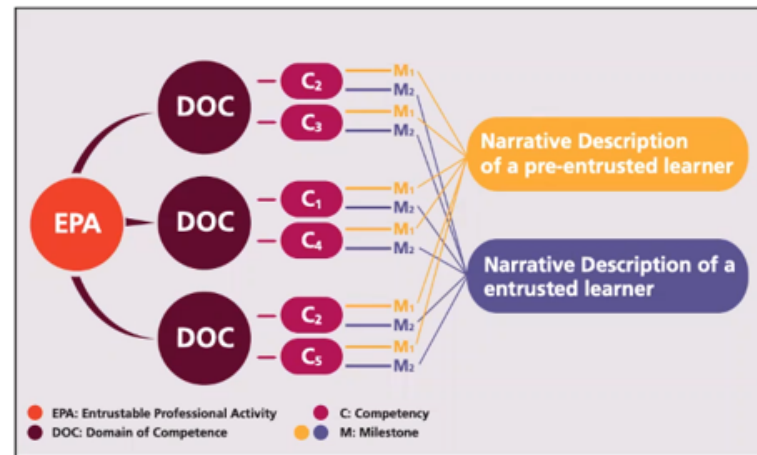 EPA
DOC
C₂
M₁
M₂
C₃
M₁
M₂
DOC
C₁
M₁
M₂
C₄
M₁
M₂
DOC
C₂
M₁
M₂
C₅
M₁
M₂
Narrative Description
of a pre-entrusted learner
Narrative Description of a
entrusted learner
EPA: Entrustable Professional Activity
C: Competency
DOC: Domain of Competence
M: Milestone